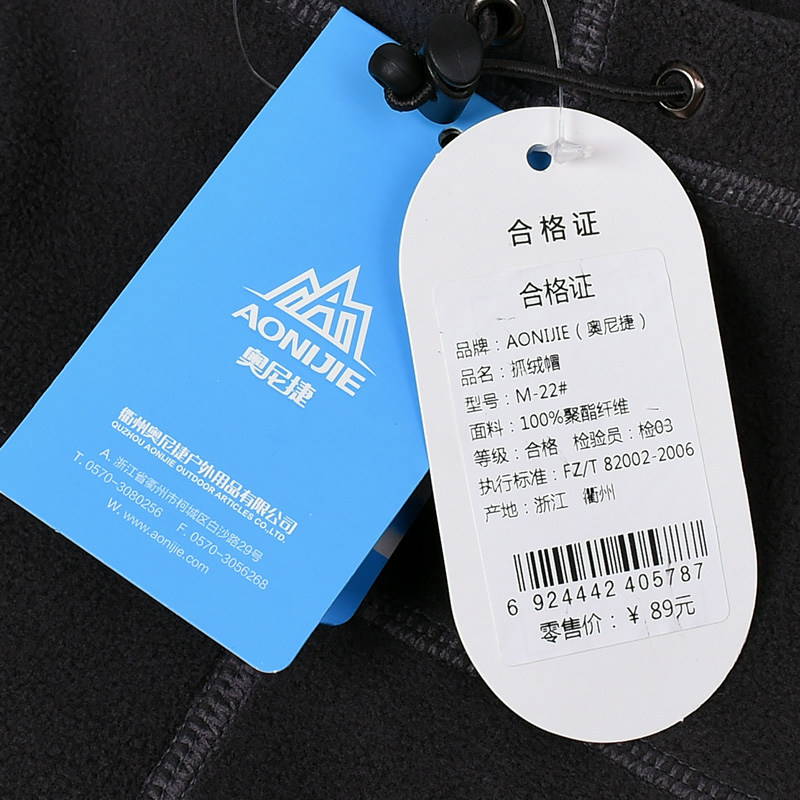 AONIJIE
奥尼捷
衢州奥尼捷户外用品有限公司
QUZHOU AONIJIE OUTDOOR ARTICLES CO.,LTD.
A. 浙江省衢州市柯城区白沙路29号
T. 0570-3080256 F. 0570-3056268
W. www.aonijie.com
合格证
合格证
品牌：AONIJIE（奥尼捷）
品名：抓绒帽
型号：M-22#
面料：100%聚酯纤维
等级：合格 检验员：检03
执行标准：FZ/T 82002-2006
产地：浙江 衢州
6 924442 405787
零售价：￥ 89元